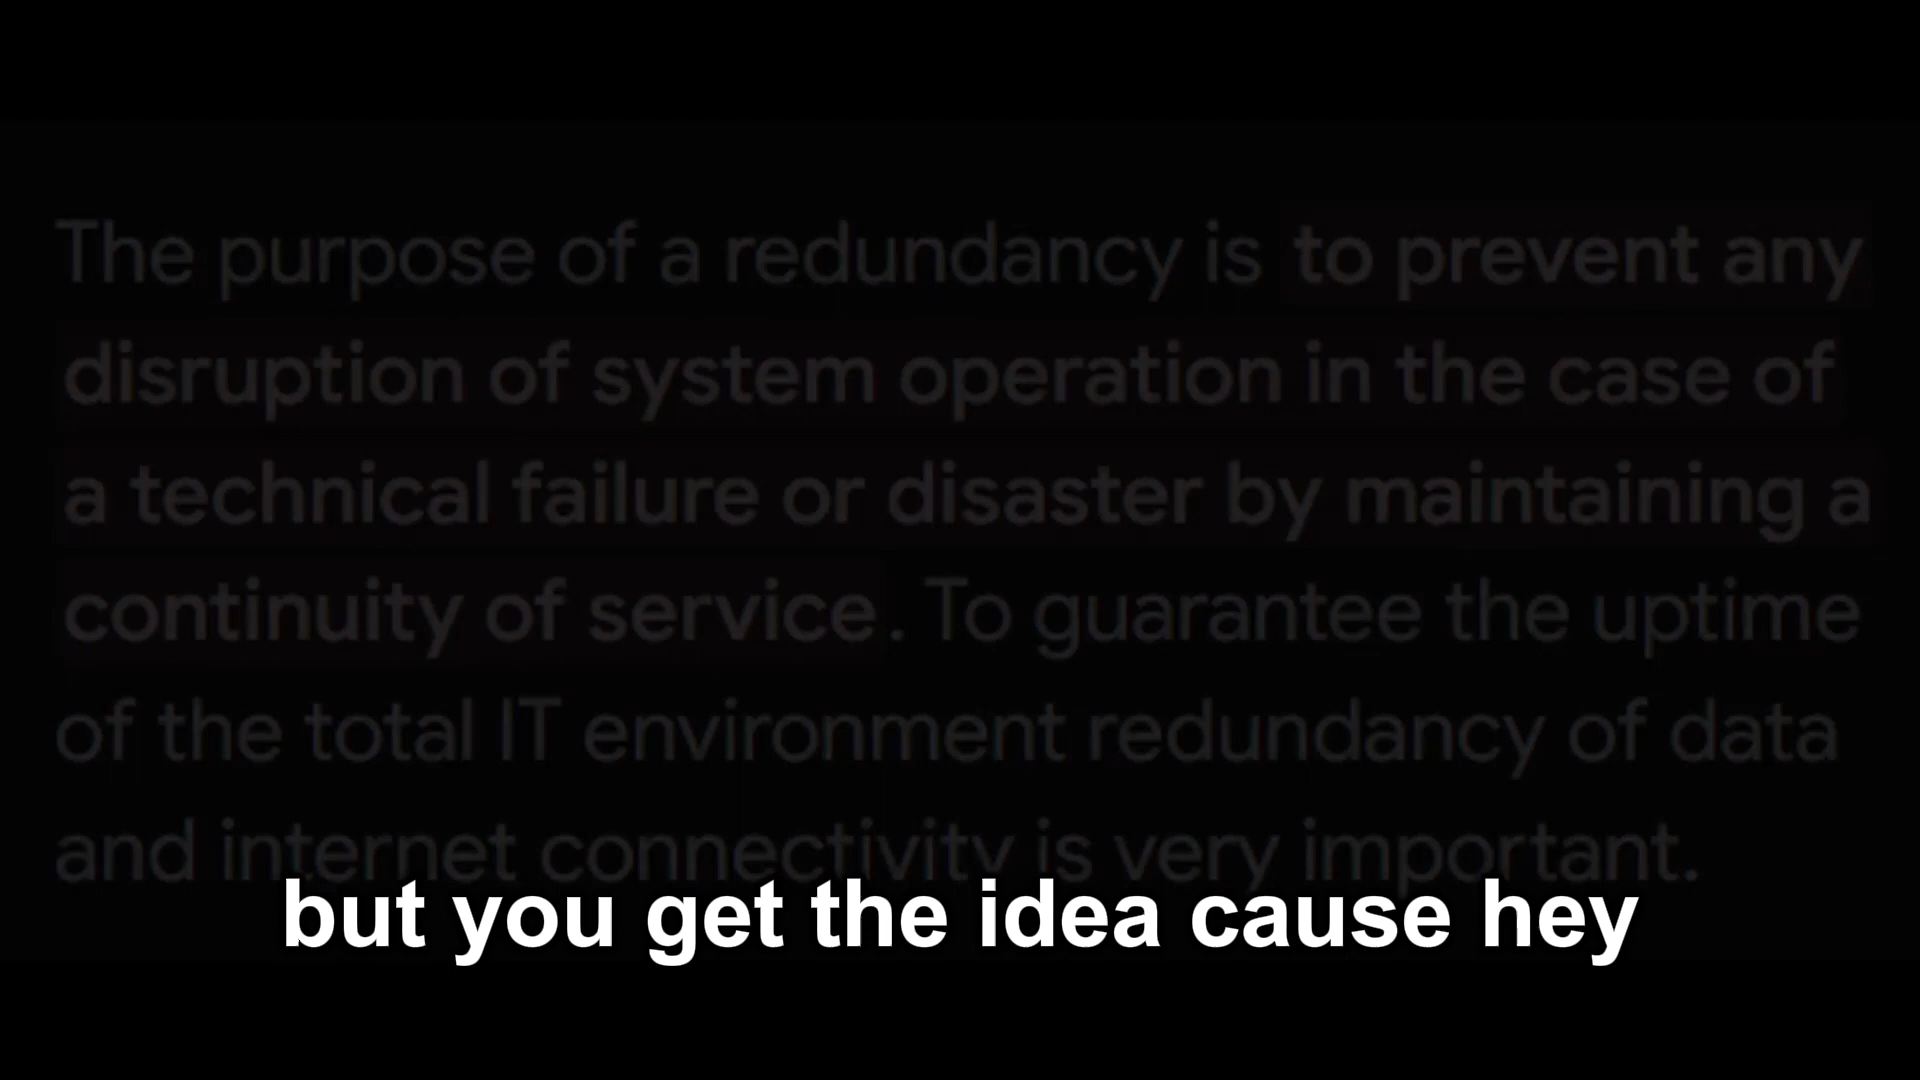 The purpose of a redundancy is to prevent any
disruption of system operation in the case of
a technical failure or disaster by maintaining a
continuity of service. To guarantee the uptime
of the total IT environment redundancy of data
and internet connectivity is very important.
but you get the idea cause hey